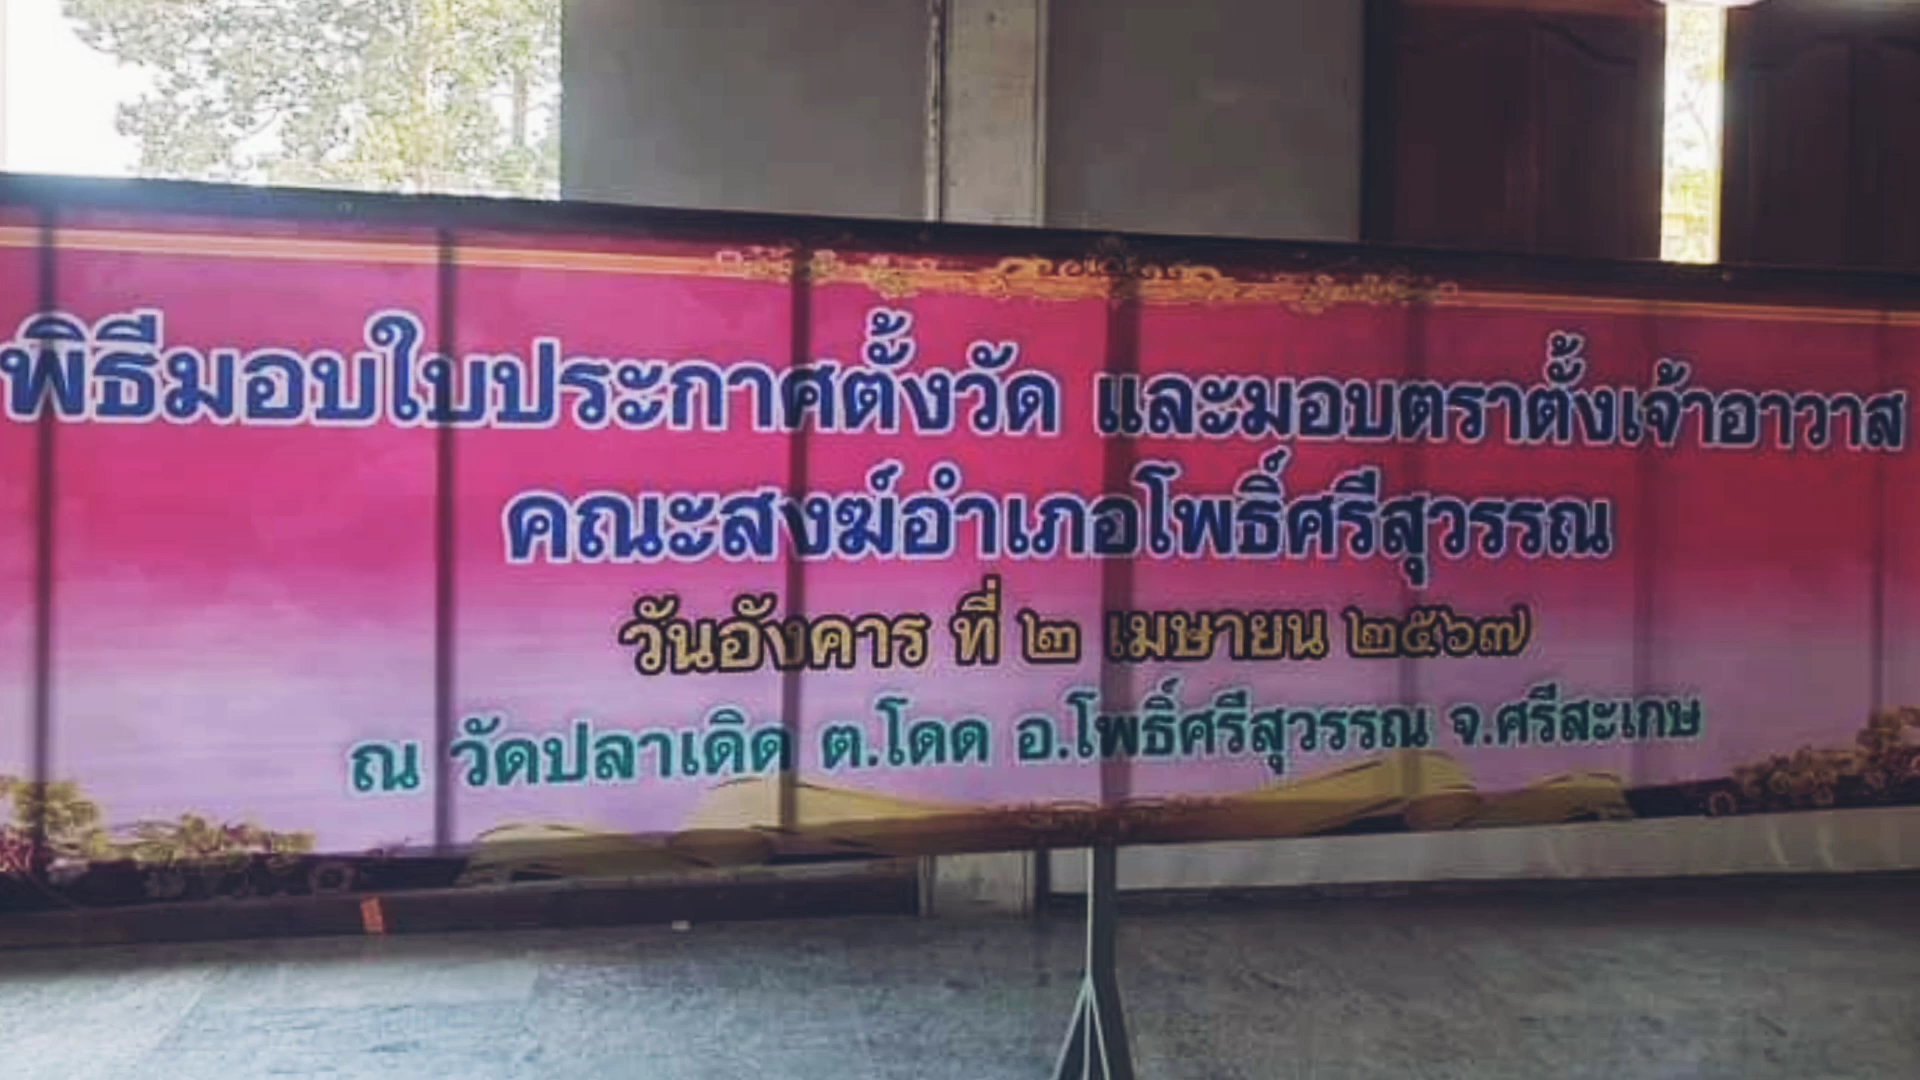 พิธีมอบใบประกาศตั้งวัด และมอบตราตั้งเจ้าอาวาส
คณะสงฆ์อำเภอโพธิ์ศรีสุวรรณ
วันอังคาร ที่ ๒ เมษายน ๒๕๖๗
ณ วัดปลาเดิด ต.โดด อ.โพธิ์ศรีสุวรรณ จ.ศรีสะเกษ